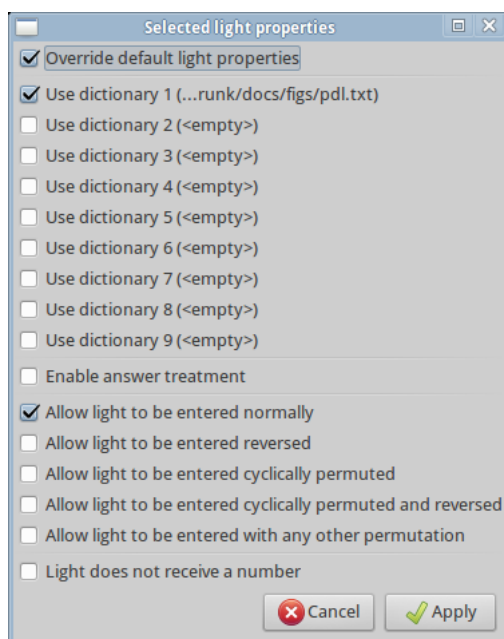 Selected light properties
Override default light properties
Use dictionary 1 (...runk/docs/figs/pdl.txt)
Use dictionary 2 (<empty>)
Use dictionary 3 (<empty>)
Use dictionary 4 (<empty>)
Use dictionary 5 (<empty>)
Use dictionary 6 (<empty>)
Use dictionary 7 (<empty>)
Use dictionary 8 (<empty>)
Use dictionary 9 (<empty>)
Enable answer treatment
Allow light to be entered normally
Allow light to be entered reversed
Allow light to be entered cyclically permuted
Allow light to be entered cyclically permuted and reversed
Allow light to be entered with any other permutation
Light does not receive a number
Cancel Apply